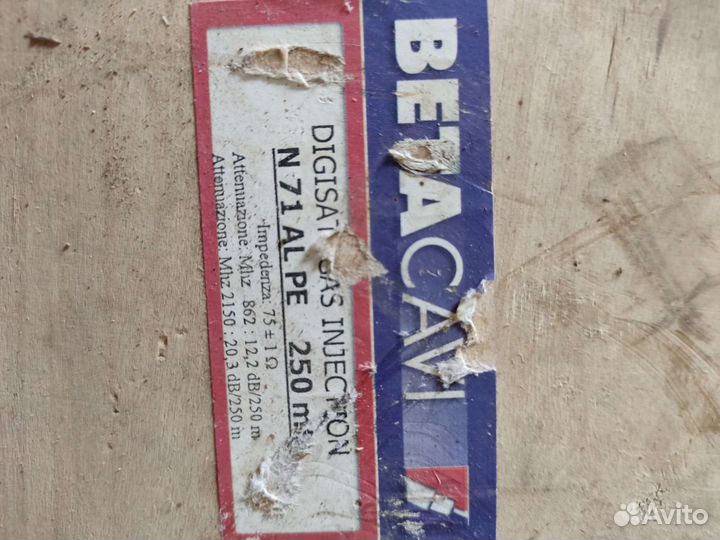 BETACAVI
DIGISAT GAS INJECTION
N 71 AL PE 250 m
Impedenza: 75 ± 1 Ω
Attenuazione: Mhz 862 : 12,2 dB/250 m
Attenuazione: Mhz 2150 : 20,3 dB/250 m
Avito